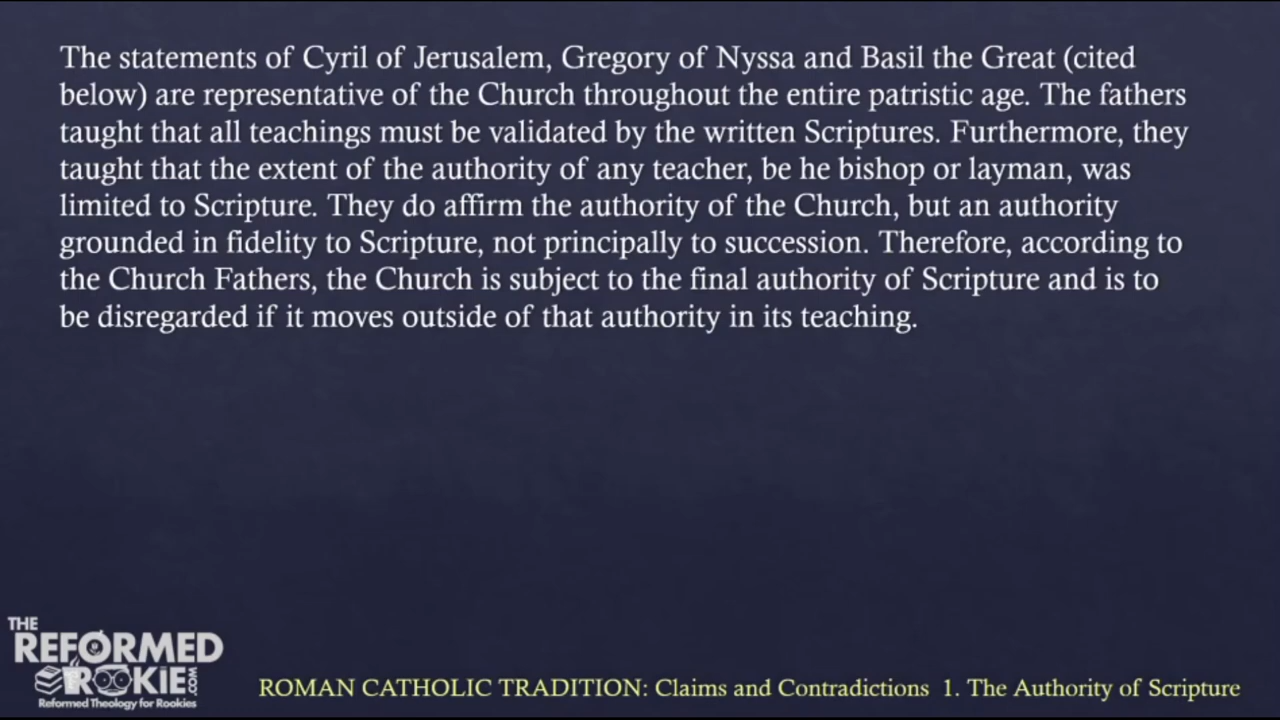 The statements of Cyril of Jerusalem, Gregory of Nyssa and Basil the Great (cited
below) are representative of the Church throughout the entire patristic age. The fathers
taught that all teachings must be validated by the written Scriptures. Furthermore, they
taught that the extent of the authority of any teacher, be he bishop or layman, was
limited to Scripture. They do affirm the authority of the Church, but an authority
grounded in fidelity to Scripture, not principally to succession. Therefore, according to
the Church Fathers, the Church is subject to the final authority of Scripture and is to
be disregarded if it moves outside of that authority in its teaching.
THE
REFORMED
ROOKIE.COM
Reformed Theology for Rookies
ROMAN CATHOLIC TRADITION: Claims and Contradictions 1. The Authority of Scripture